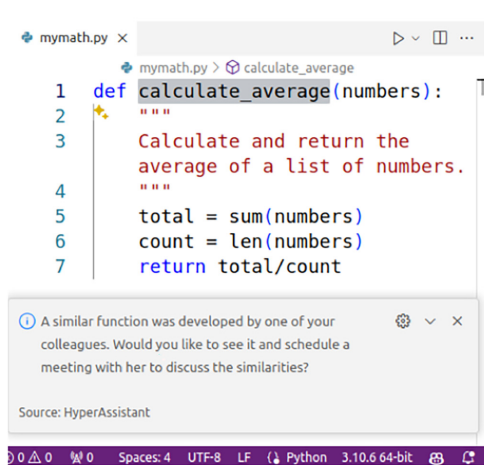 mymath.py ×
mymath.py > calculate_average
1 def calculate_average(numbers):
2 """
3 Calculate and return the
average of a list of numbers.
4 """
5 total = sum(numbers)
6 count = len(numbers)
7 return total/count
A similar function was developed by one of your
colleagues. Would you like to see it and schedule a
meeting with her to discuss the similarities?
Source: HyperAssistant
0 0 0 Spaces: 4 UTF-8 LF Python 3.10.6 64-bit